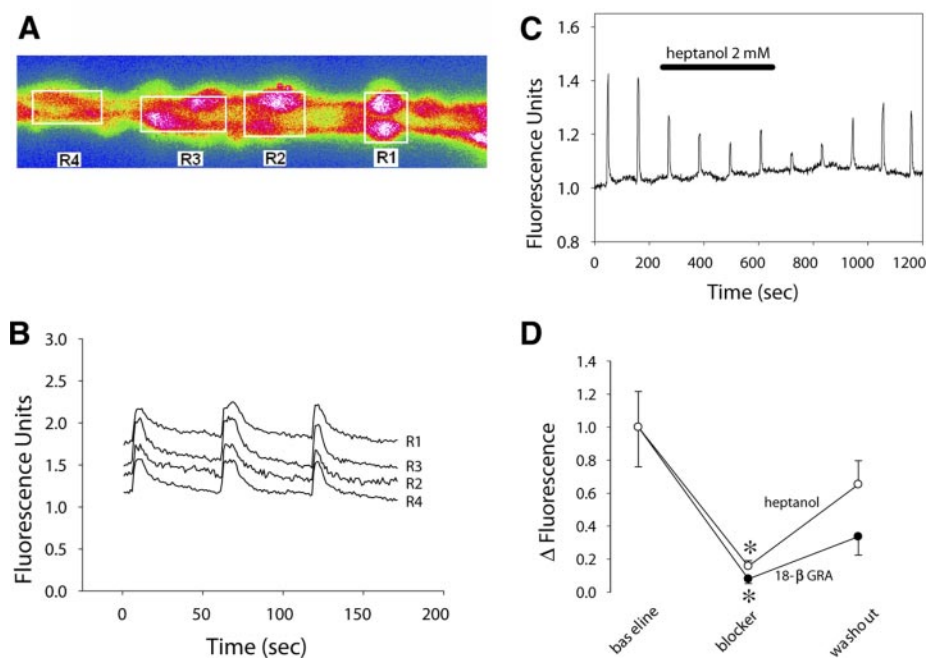 A
R4
R3
R2
R1
B
Fluorescence Units
3.0
2.5
2.0
1.5
1.0
0.5
0.0
R1
R3
R2
R4
0
50
100
150
200
Time (sec)
C
Fluorescence Units
1.6
1.4
1.2
1.0
0.8
heptanol 2 mM
0
200
400
600
800
1000
1200
Time (sec)
D
Δ Fluorescence
1.4
1.2
1.0
0.8
0.6
0.4
0.2
0.0
heptanol
*
18-β GRA
*
baseline
blocker
washout